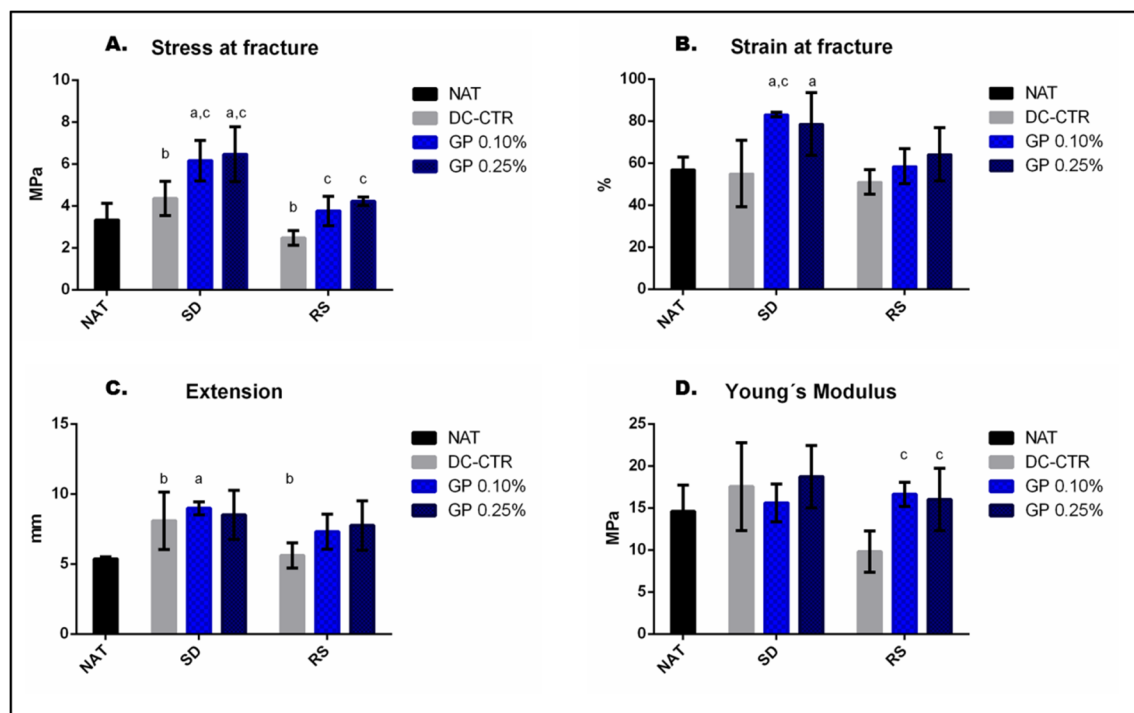 A. Stress at fracture
10
8
6
4
2
0
MPa
b
a,c
a,c
b
c
c
NAT
SD
RS
NAT
DC-CTR
GP 0.10%
GP 0.25%
B. Strain at fracture
100
80
60
40
20
0
%
a,c
a
NAT
SD
RS
NAT
DC-CTR
GP 0.10%
GP 0.25%
C. Extension
15
10
5
0
mm
b
a
b
NAT
SD
RS
NAT
DC-CTR
GP 0.10%
GP 0.25%
D. Young´s Modulus
25
20
15
10
5
0
MPa
c
c
NAT
SD
RS
NAT
DC-CTR
GP 0.10%
GP 0.25%